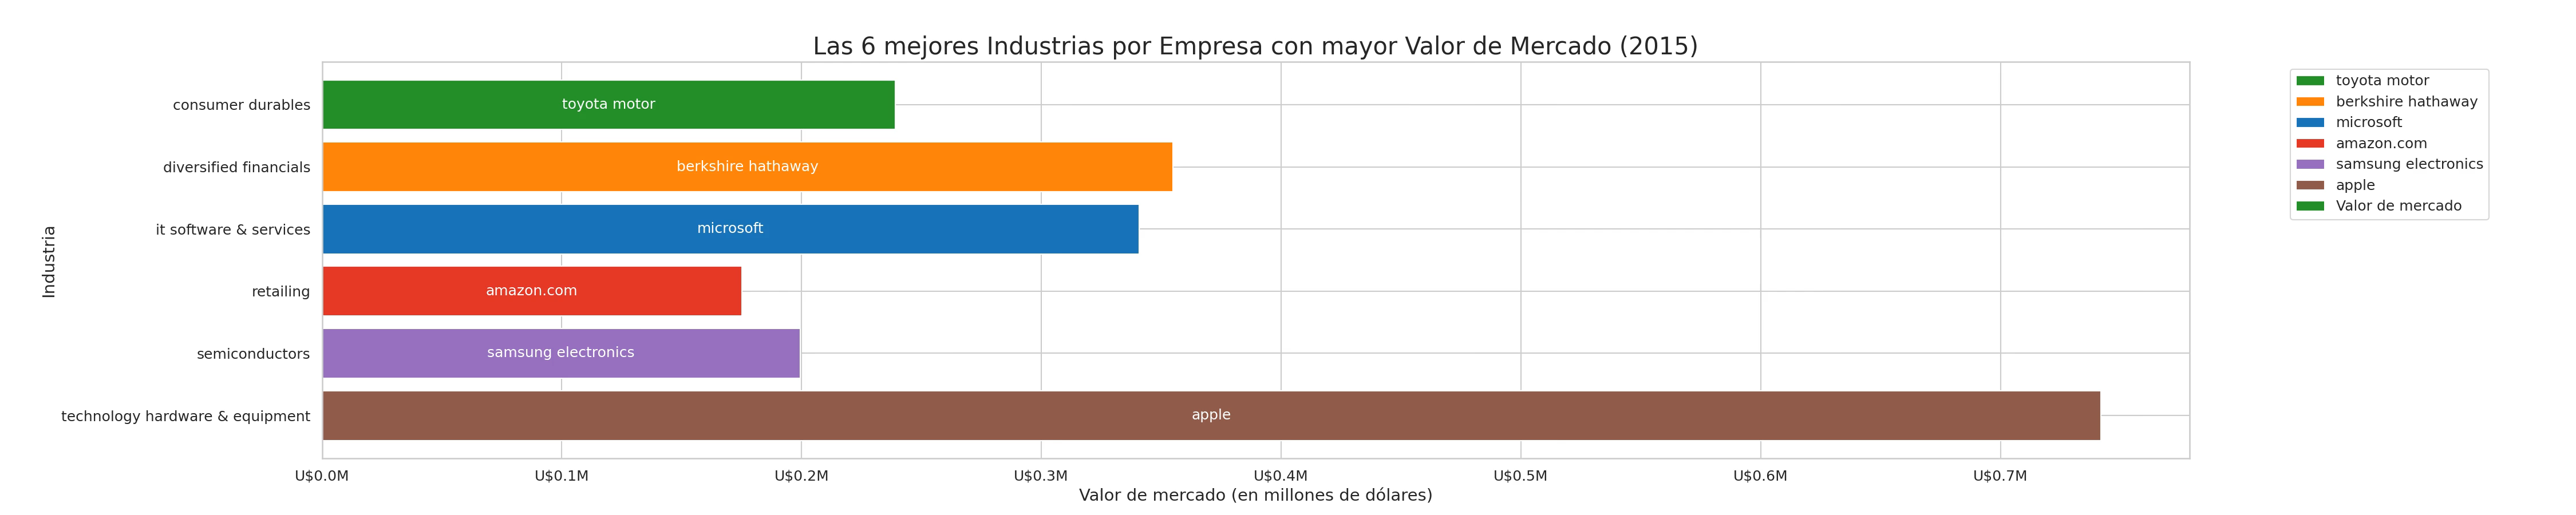 Las 6 mejores Industrias por Empresa con mayor Valor de Mercado (2015)
Industria
consumer durables
toyota motor
diversified financials
berkshire hathaway
it software & services
microsoft
retailing
amazon.com
semiconductors
samsung electronics
technology hardware & equipment
apple
U$0.0M U$0.1M U$0.2M U$0.3M U$0.4M U$0.5M U$0.6M U$0.7M
Valor de mercado (en millones de dólares)
toyota motor
berkshire hathaway
microsoft
amazon.com
samsung electronics
apple
Valor de mercado